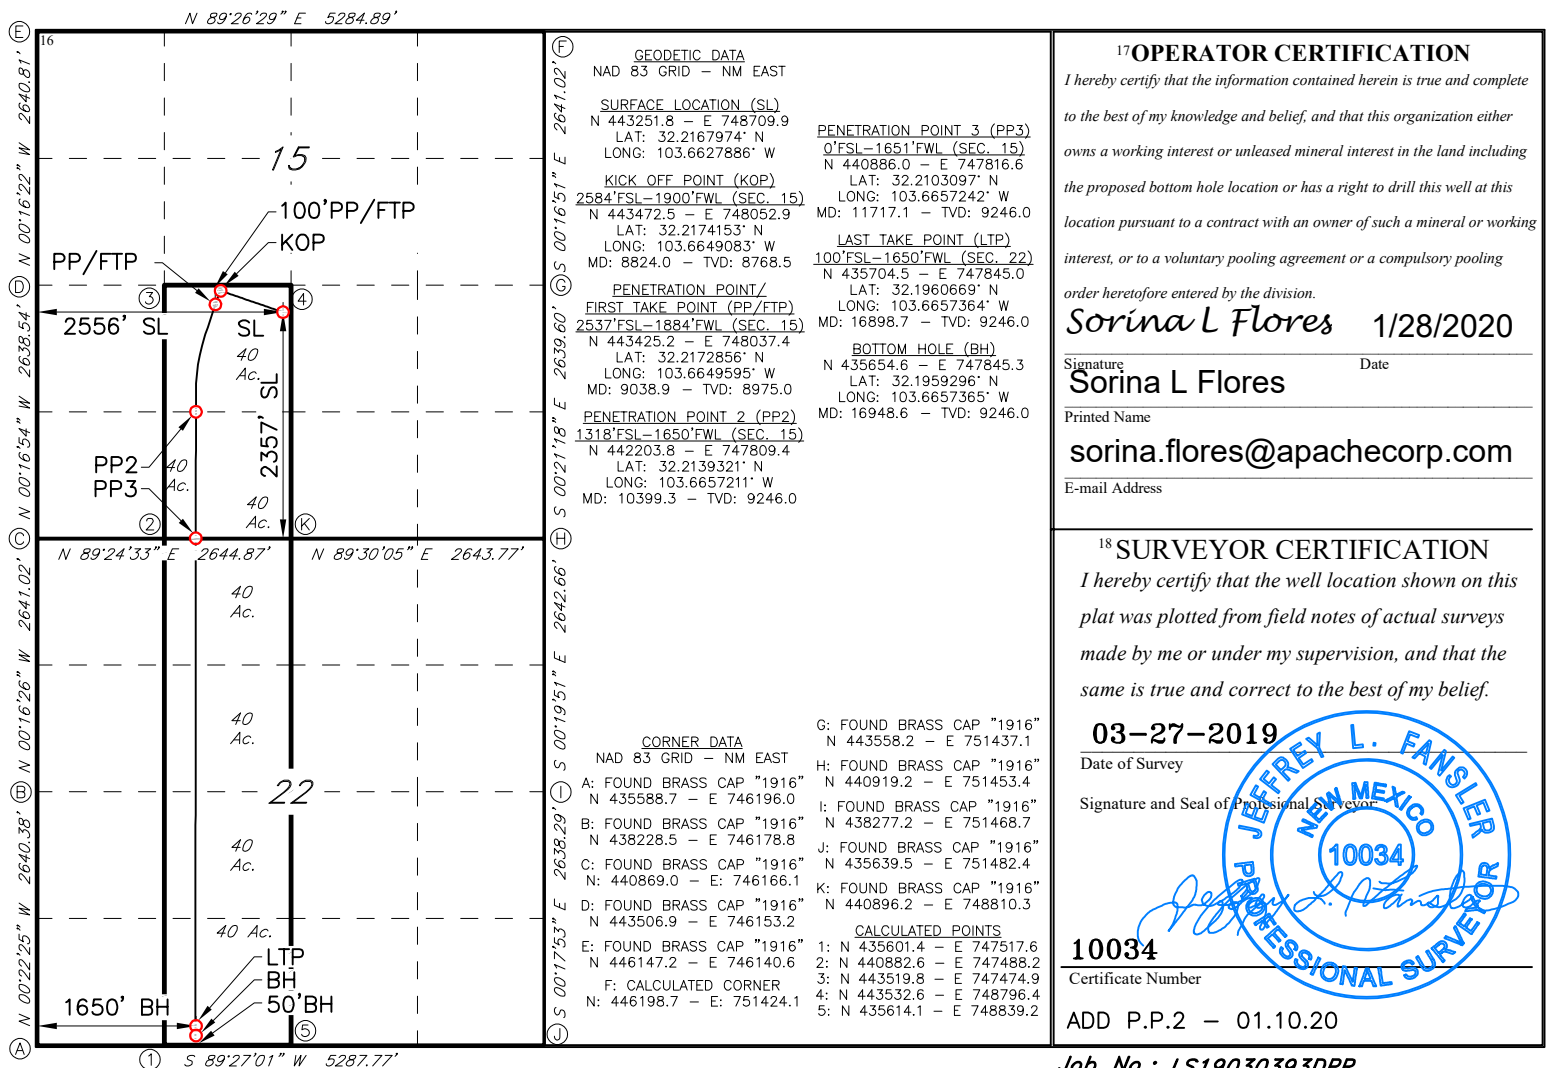 N 89°26'29" E 5284.89'
E
16
F
N 00°16'22" W 2640.81'
S 00°16'51" E 2641.02'
15
100'PP/FTP
KOP
PP/FTP
D
3
4
G
2556' SL
SL
40
Ac.
2357' SL
N 00°16'54" W 2638.54'
S 00°21'18" E 2639.60'
PP2
PP3
40
Ac.
40
Ac.
2
K
C
H
N 89°24'33" E 2644.87'
N 89°30'05" E 2643.77'
N 00°16'26" W 2641.02'
S 00°19'51" E 2642.66'
40
Ac.
40
Ac.
B
22
I
40
Ac.
N 00°22'25" W 2640.38'
S 00°17'53" E 2638.29'
40 Ac.
LTP
BH
50'BH
1650' BH
5
J
A
1
S 89°27'01" W 5287.77'
GEODETIC DATA
NAD 83 GRID – NM EAST
SURFACE LOCATION (SL)
N 443251.8 – E 748709.9
LAT: 32.2167974° N
LONG: 103.6627886° W
KICK OFF POINT (KOP)
2584'FSL–1900'FWL (SEC. 15)
N 443472.5 – E 748052.9
LAT: 32.2174153° N
LONG: 103.6649083° W
MD: 8824.0 – TVD: 8768.5
PENETRATION POINT/
FIRST TAKE POINT (PP/FTP)
2537'FSL–1884'FWL (SEC. 15)
N 443425.2 – E 748037.4
LAT: 32.2172856° N
LONG: 103.6649595° W
MD: 9038.9 – TVD: 8975.0
PENETRATION POINT 2 (PP2)
1318'FSL–1650'FWL (SEC. 15)
N 442203.8 – E 747809.4
LAT: 32.2139321° N
LONG: 103.6657211° W
MD: 10399.3 – TVD: 9246.0
PENETRATION POINT 3 (PP3)
0'FSL–1651'FWL (SEC. 15)
N 440886.0 – E 747816.6
LAT: 32.2103097° N
LONG: 103.6657242° W
MD: 11717.1 – TVD: 9246.0
LAST TAKE POINT (LTP)
100'FSL–1650'FWL (SEC. 22)
N 435704.5 – E 747845.0
LAT: 32.1960669° N
LONG: 103.6657364° W
MD: 16898.7 – TVD: 9246.0
BOTTOM HOLE (BH)
N 435654.6 – E 747845.3
LAT: 32.1959296° N
LONG: 103.6657365° W
MD: 16948.6 – TVD: 9246.0
CORNER DATA
NAD 83 GRID – NM EAST
A: FOUND BRASS CAP "1916"
N 435588.7 – E 746196.0
B: FOUND BRASS CAP "1916"
N 438228.5 – E 746178.8
C: FOUND BRASS CAP "1916"
N: 440869.0 – E: 746166.1
D: FOUND BRASS CAP "1916"
N 443506.9 – E 746153.2
E: FOUND BRASS CAP "1916"
N 446147.2 – E 746140.6
F: CALCULATED CORNER
N: 446198.7 – E: 751424.1
G: FOUND BRASS CAP "1916"
N 443558.2 – E 751437.1
H: FOUND BRASS CAP "1916"
N 440919.2 – E 751453.4
I: FOUND BRASS CAP "1916"
N 438277.2 – E 751468.7
J: FOUND BRASS CAP "1916"
N 435639.5 – E 751482.4
K: FOUND BRASS CAP "1916"
N 440896.2 – E 748810.3
CALCULATED POINTS
1: N 435601.4 – E 747517.6
2: N 440882.6 – E 747488.2
3: N 443519.8 – E 747474.9
4: N 443532.6 – E 748796.4
5: N 435614.1 – E 748839.2
17 OPERATOR CERTIFICATION
I hereby certify that the information contained herein is true and complete
to the best of my knowledge and belief, and that this organization either
owns a working interest or unleased mineral interest in the land including
the proposed bottom hole location or has a right to drill this well at this
location pursuant to a contract with an owner of such a mineral or working
interest, or to a voluntary pooling agreement or a compulsory pooling
order heretofore entered by the division.
Sorina L Flores 1/28/2020
Signature Date
Sorina L Flores
Printed Name
sorina.flores@apachecorp.com
E-mail Address
18 SURVEYOR CERTIFICATION
I hereby certify that the well location shown on this
plat was plotted from field notes of actual surveys
made by me or under my supervision, and that the
same is true and correct to the best of my belief.
03-27-2019
Date of Survey
Signature and Seal of Profesional Surveyor:
JEFFREY L. FANSLER
NEW MEXICO
10034
PROFESSIONAL SURVEYOR
Jeffrey L. Fansler
10034
Certificate Number
ADD P.P.2 – 01.10.20
Job No.: LS19030393DRR